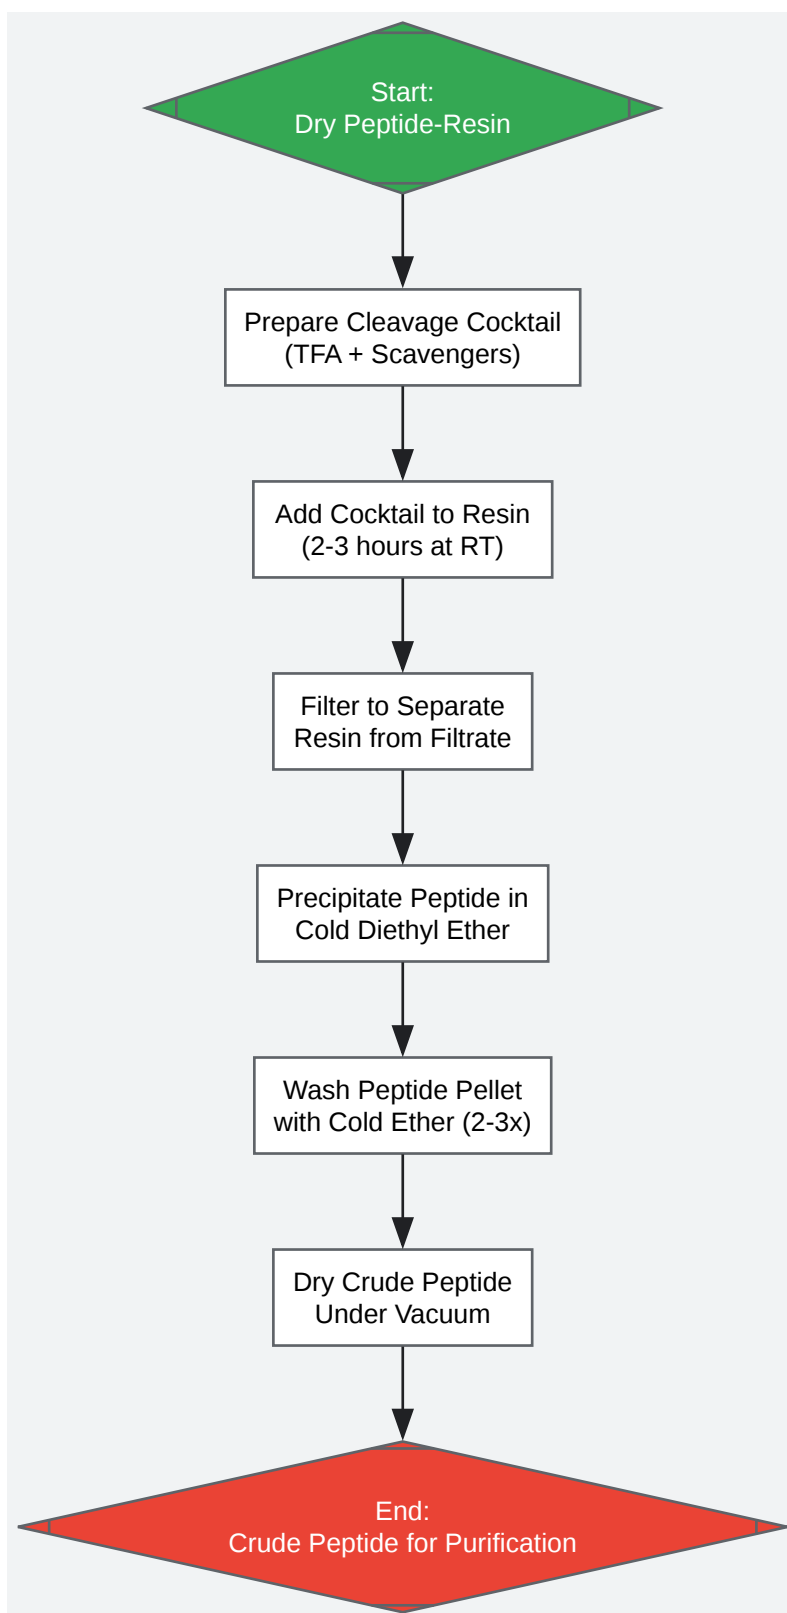 Start:
Dry Peptide-Resin
Prepare Cleavage Cocktail
(TFA + Scavengers)
Add Cocktail to Resin
(2-3 hours at RT)
Filter to Separate
Resin from Filtrate
Precipitate Peptide in
Cold Diethyl Ether
Wash Peptide Pellet
with Cold Ether (2-3x)
Dry Crude Peptide
Under Vacuum
End:
Crude Peptide for Purification